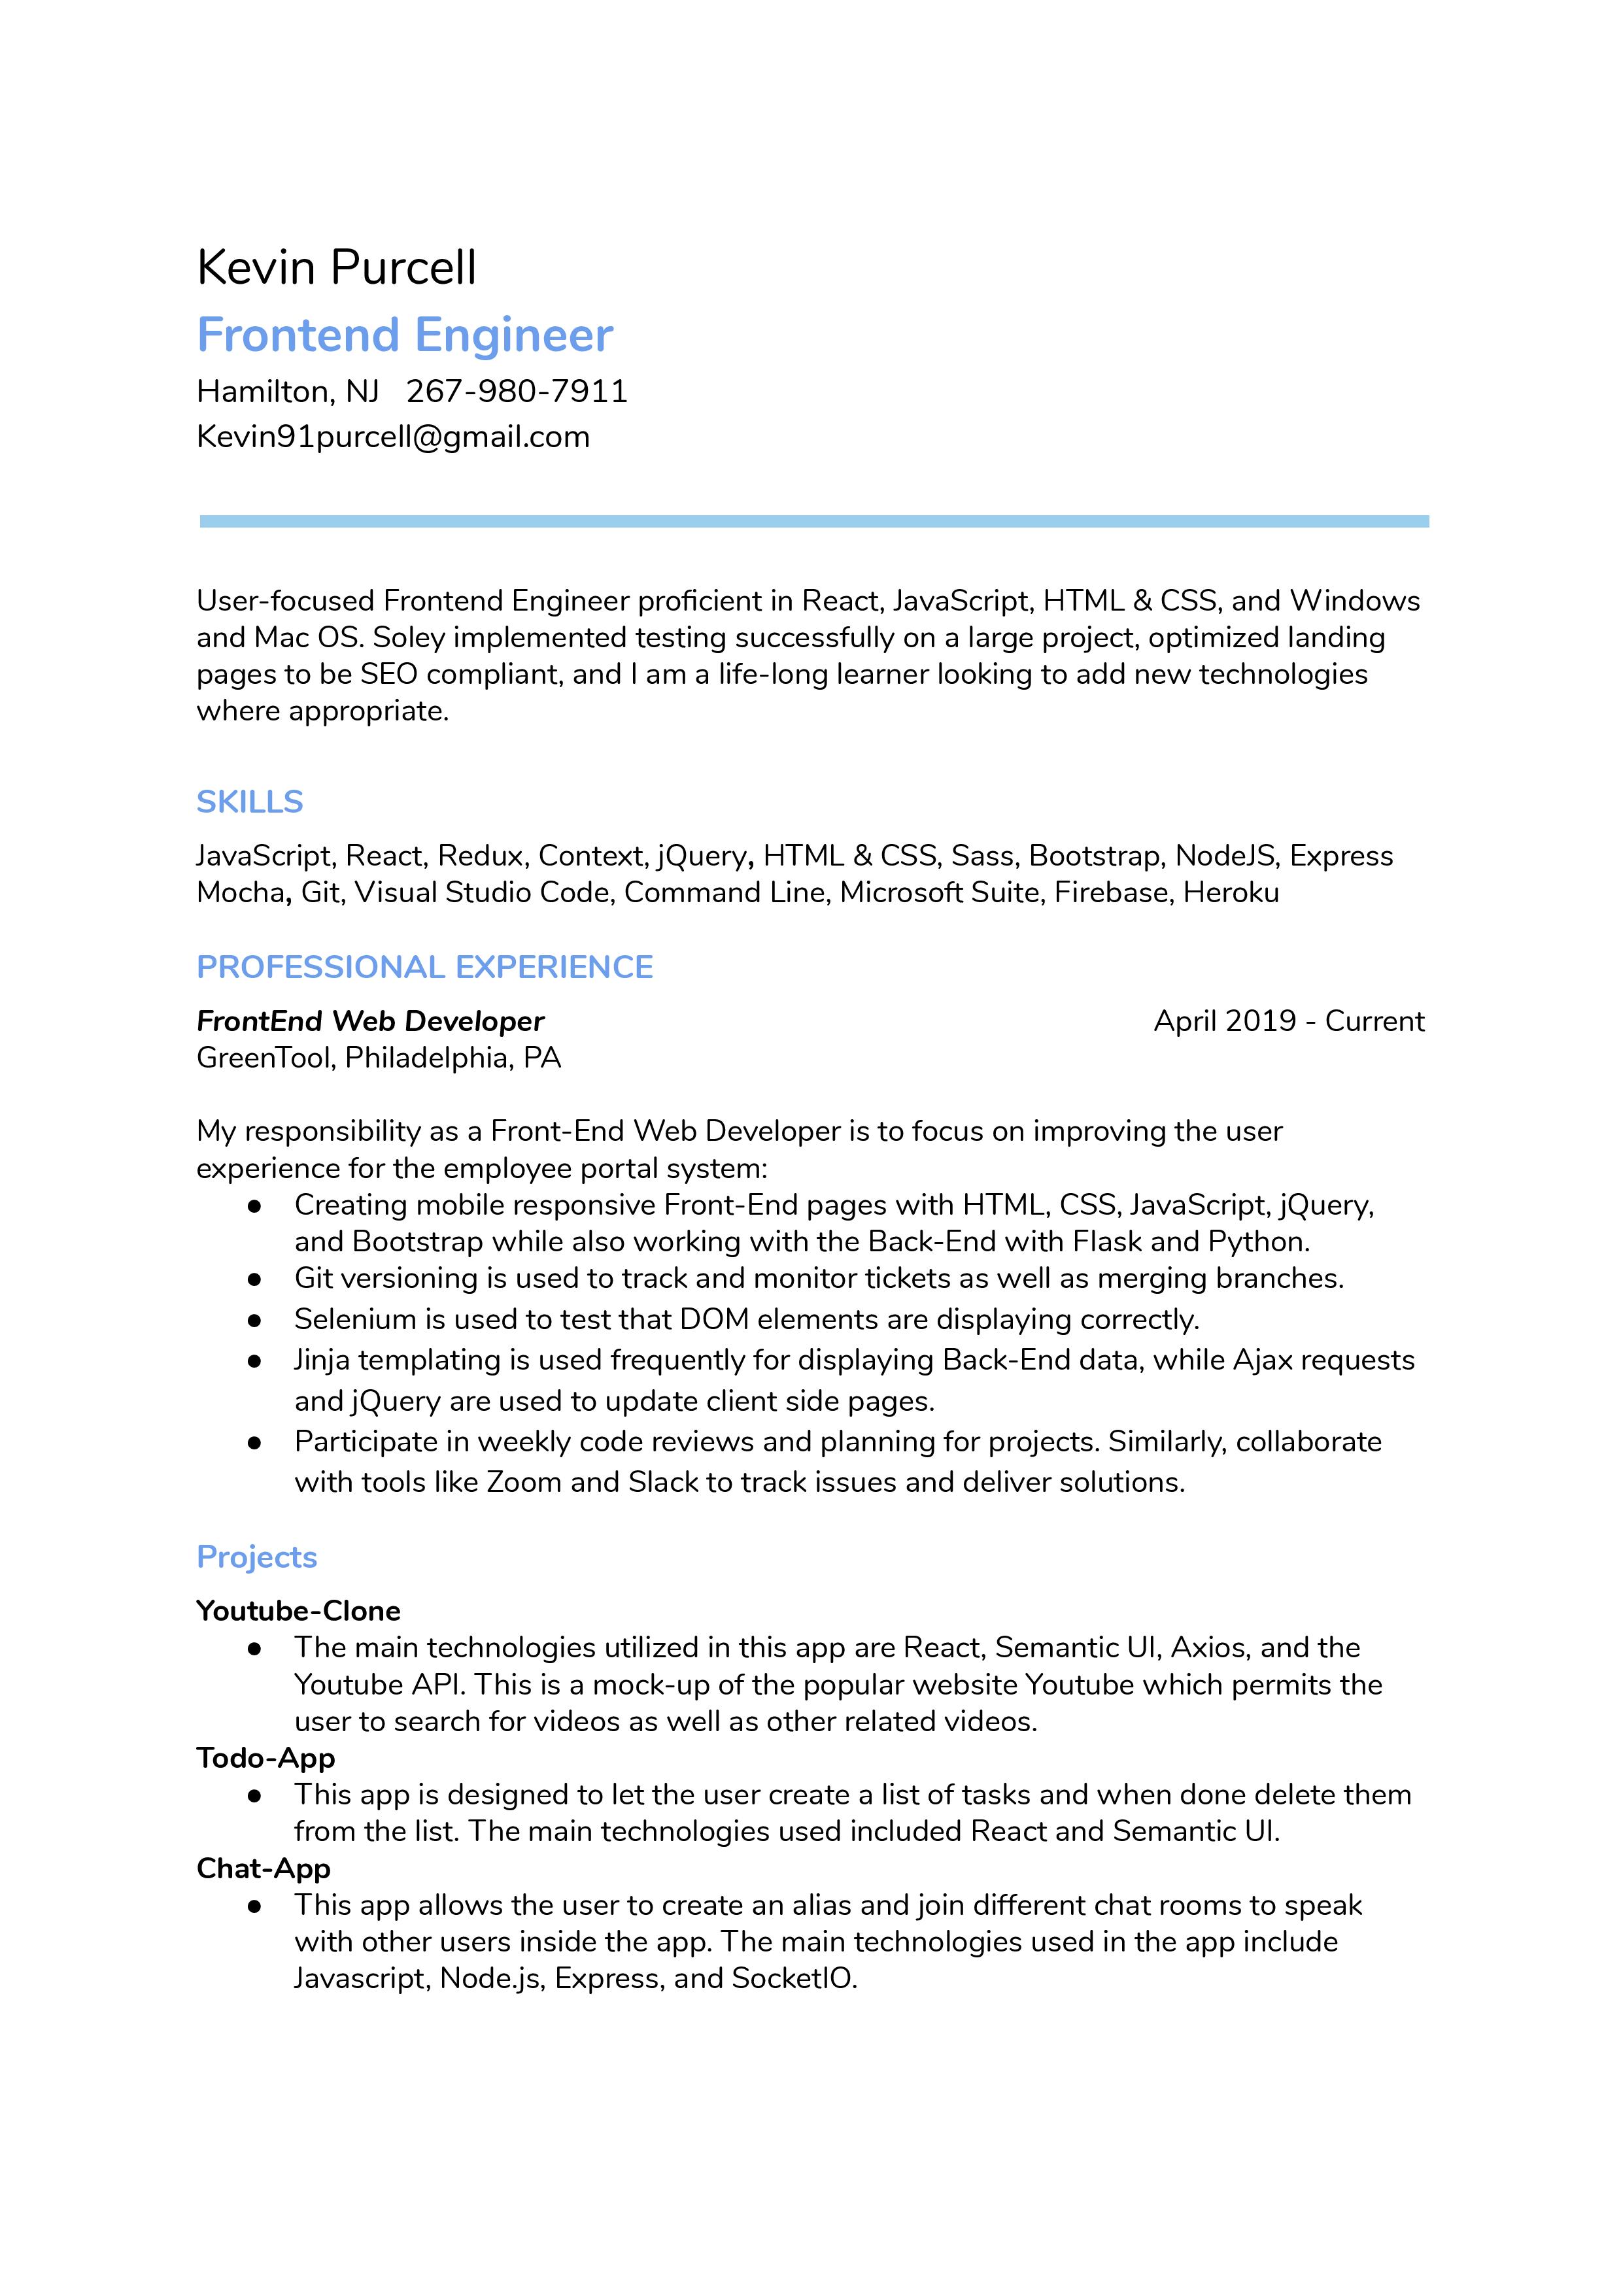 Kevin Purcell
Frontend Engineer
Hamilton, NJ   267-980-7911
Kevin91purcell@gmail.com
User-focused Frontend Engineer proficient in React, JavaScript, HTML & CSS, and Windows
and Mac OS. Soley implemented testing successfully on a large project, optimized landing
pages to be SEO compliant, and I am a life-long learner looking to add new technologies
where appropriate.
SKILLS
JavaScript, React, Redux, Context, jQuery, HTML & CSS, Sass, Bootstrap, NodeJS, Express
Mocha, Git, Visual Studio Code, Command Line, Microsoft Suite, Firebase, Heroku
PROFESSIONAL EXPERIENCE
FrontEnd Web Developer April 2019 - Current
GreenTool, Philadelphia, PA
My responsibility as a Front-End Web Developer is to focus on improving the user
experience for the employee portal system:
● Creating mobile responsive Front-End pages with HTML, CSS, JavaScript, jQuery,
and Bootstrap while also working with the Back-End with Flask and Python.
● Git versioning is used to track and monitor tickets as well as merging branches.
● Selenium is used to test that DOM elements are displaying correctly.
● Jinja templating is used frequently for displaying Back-End data, while Ajax requests
and jQuery are used to update client side pages.
● Participate in weekly code reviews and planning for projects. Similarly, collaborate
with tools like Zoom and Slack to track issues and deliver solutions.
Projects
Youtube-Clone
● The main technologies utilized in this app are React, Semantic UI, Axios, and the
Youtube API. This is a mock-up of the popular website Youtube which permits the
user to search for videos as well as other related videos.
Todo-App
● This app is designed to let the user create a list of tasks and when done delete them
from the list. The main technologies used included React and Semantic UI.
Chat-App
● This app allows the user to create an alias and join different chat rooms to speak
with other users inside the app. The main technologies used in the app include
Javascript, Node.js, Express, and SocketIO.